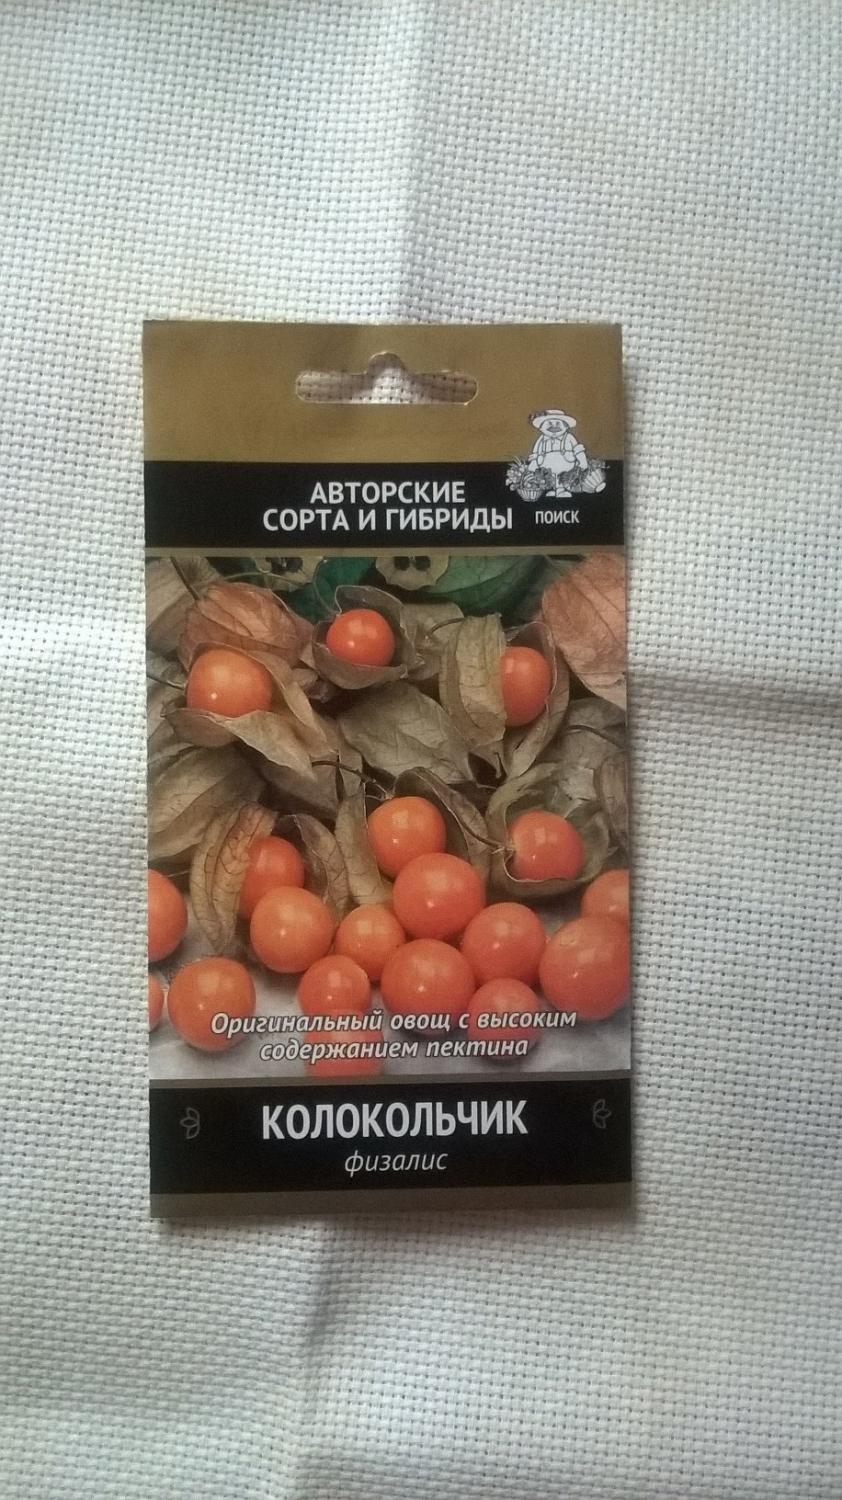 АВТОРСКИЕ
СОРТА И ГИБРИДЫ
ПОИСК
Оригинальный овощ с высоким
содержанием пектина
КОЛОКОЛЬЧИК
физалис